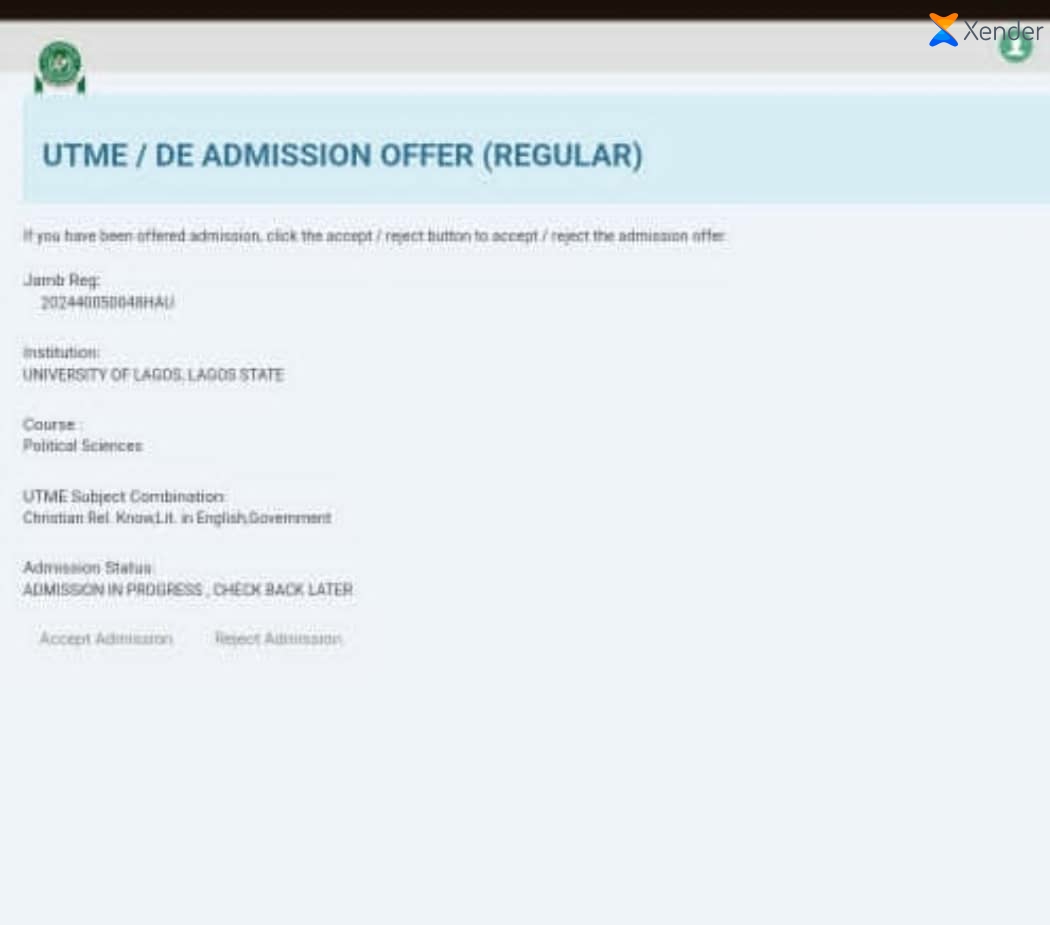 Xender
UTME / DE ADMISSION OFFER (REGULAR)
If you have been offered admission, click the accept / reject button to accept / reject the admission offer.
Jamb Reg:
202440050048HAU
Institution:
UNIVERSITY OF LAGOS, LAGOS STATE
Course :
Political Sciences
UTME Subject Combination:
Christian Rel. Know,Lit. in English,Government
Admission Status:
ADMISSION IN PROGRESS , CHECK BACK LATER
Accept Admission Reject Admission